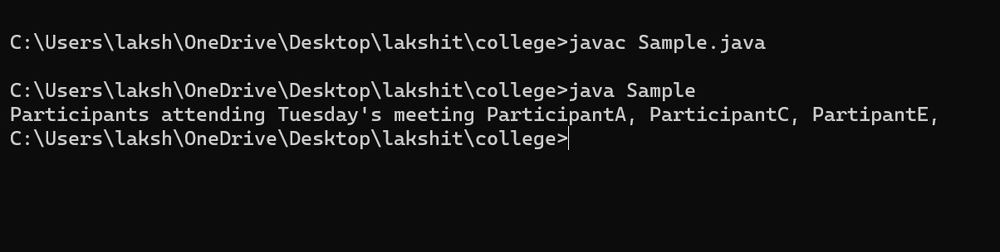 C:\Users\laksh\OneDrive\Desktop\lakshit\college>javac Sample.java
C:\Users\laksh\OneDrive\Desktop\lakshit\college>java Sample
Participants attending Tuesday's meeting ParticipantA, ParticipantC, PartipantE,
C:\Users\laksh\OneDrive\Desktop\lakshit\college>